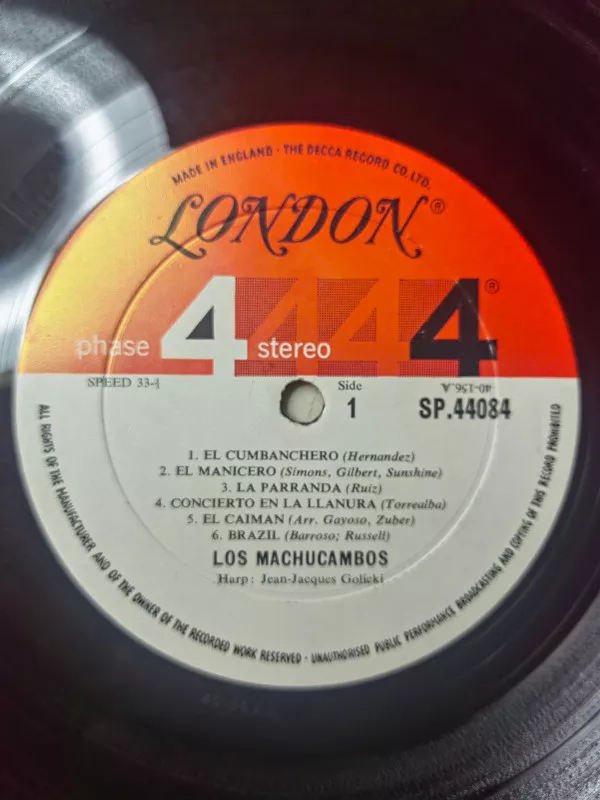 MADE IN ENGLAND · THE DECCA RECORD CO. LTD.
LONDON®
phase 4 stereo 4 4 4®
SPEED 33⅓
Side
1
40-156.A
SP.44084
1. EL CUMBANCHERO (Hernandez)
2. EL MANICERO (Simons, Gilbert, Sunshine)
3. LA PARRANDA (Ruiz)
4. CONCIERTO EN LA LLANURA (Torrealba)
5. EL CAIMAN (Arr. Gayoso, Zuber)
6. BRAZIL (Barroso; Russell)
LOS MACHUCAMBOS
Harp: Jean-Jacques Golicki
ALL RIGHTS OF THE MANUFACTURER AND OF THE OWNER OF THE RECORDED WORK RESERVED · UNAUTHORISED PUBLIC PERFORMANCE BROADCASTING AND COPYING OF THIS RECORD PROHIBITED